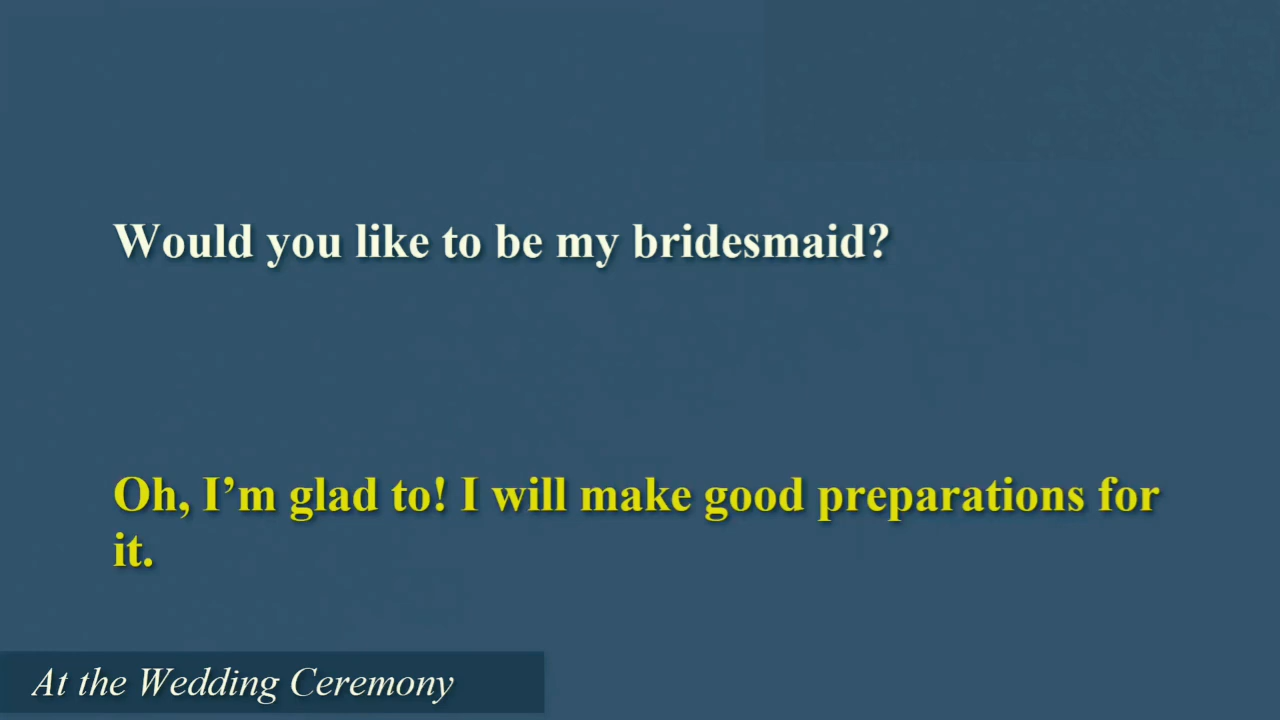 Would you like to be my bridesmaid?
Oh, I’m glad to! I will make good preparations for
it.
At the Wedding Ceremony